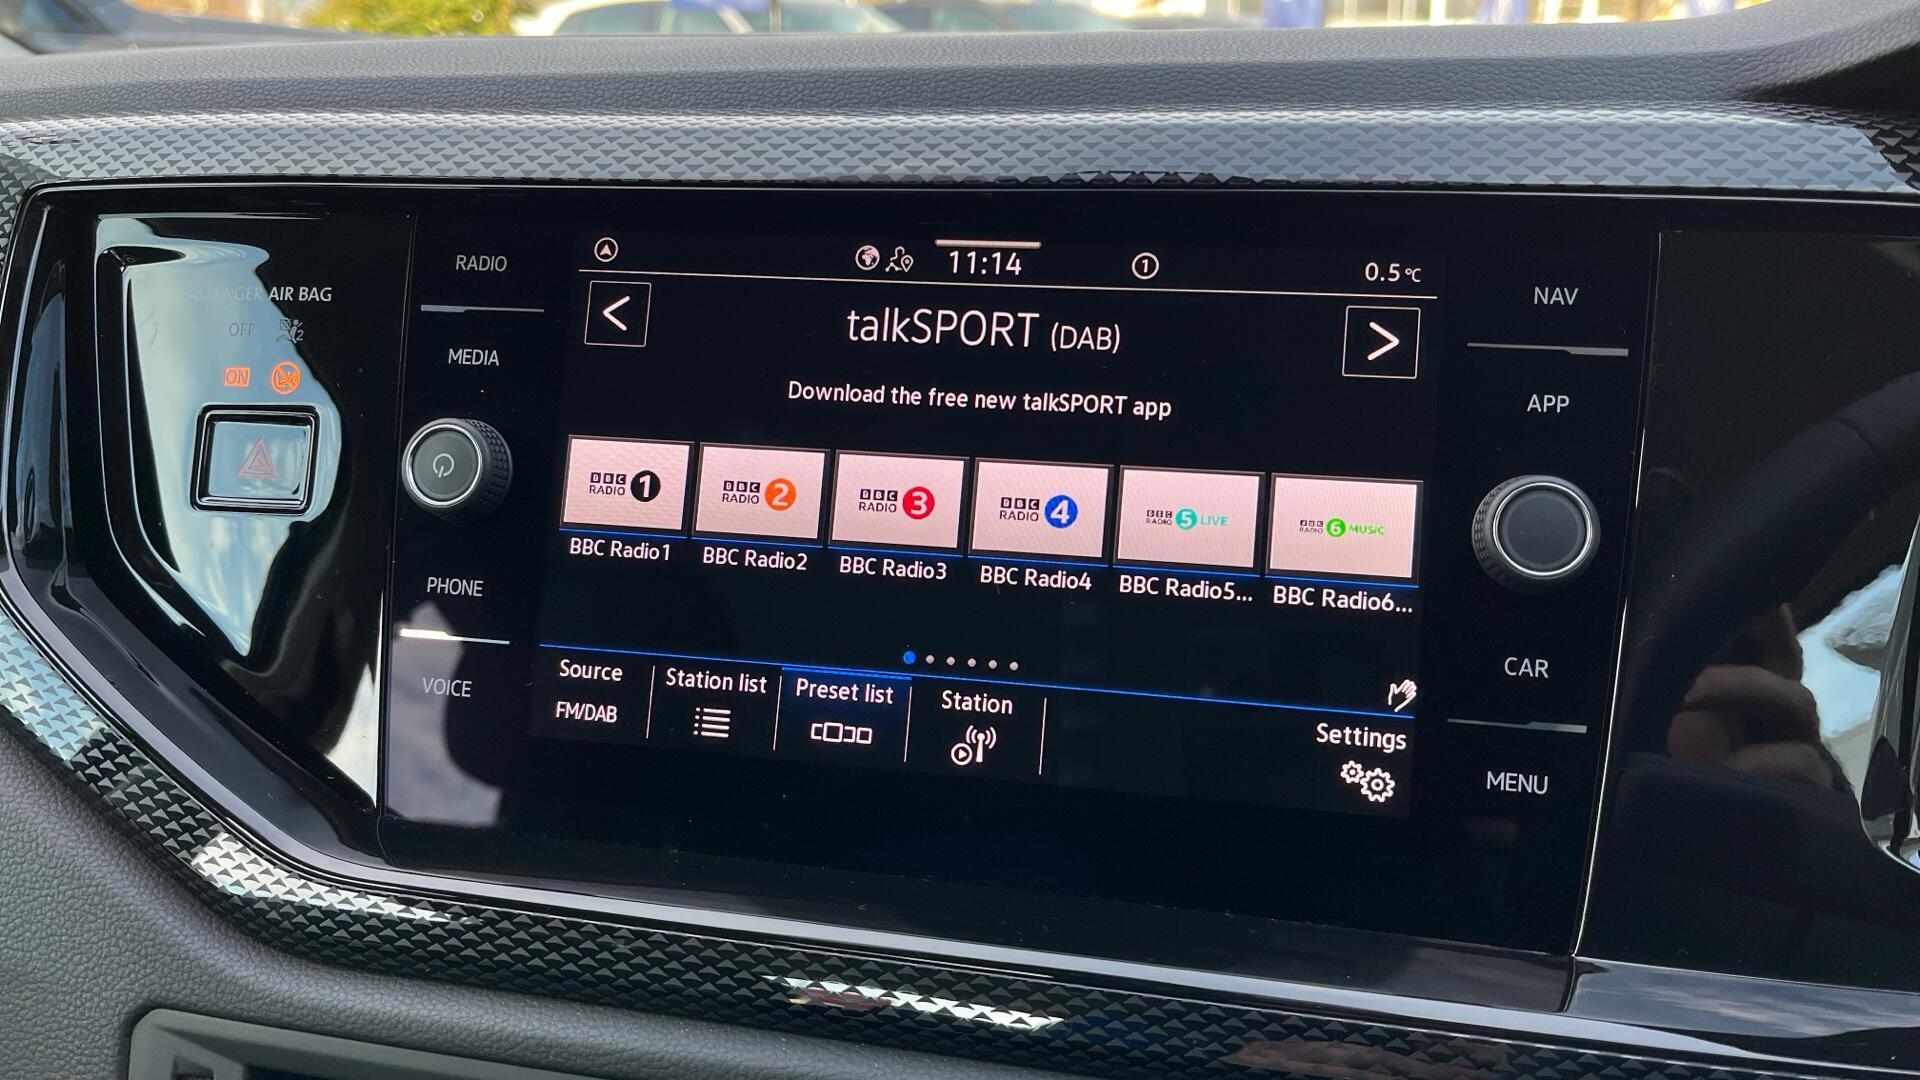 PASSENGER AIR BAG
OFF
ON
RADIO
MEDIA
PHONE
VOICE
11:14
1
0.5°C
<
talkSPORT (DAB)
>
Download the free new talkSPORT app
BBC RADIO 1
BBC RADIO 2
BBC RADIO 3
BBC RADIO 4
BBC RADIO 5 LIVE
BBC RADIO 6 MUSIC
BBC Radio1
BBC Radio2
BBC Radio3
BBC Radio4
BBC Radio5...
BBC Radio6...
Source
FM/DAB
Station list
Preset list
Station
Settings
NAV
APP
CAR
MENU